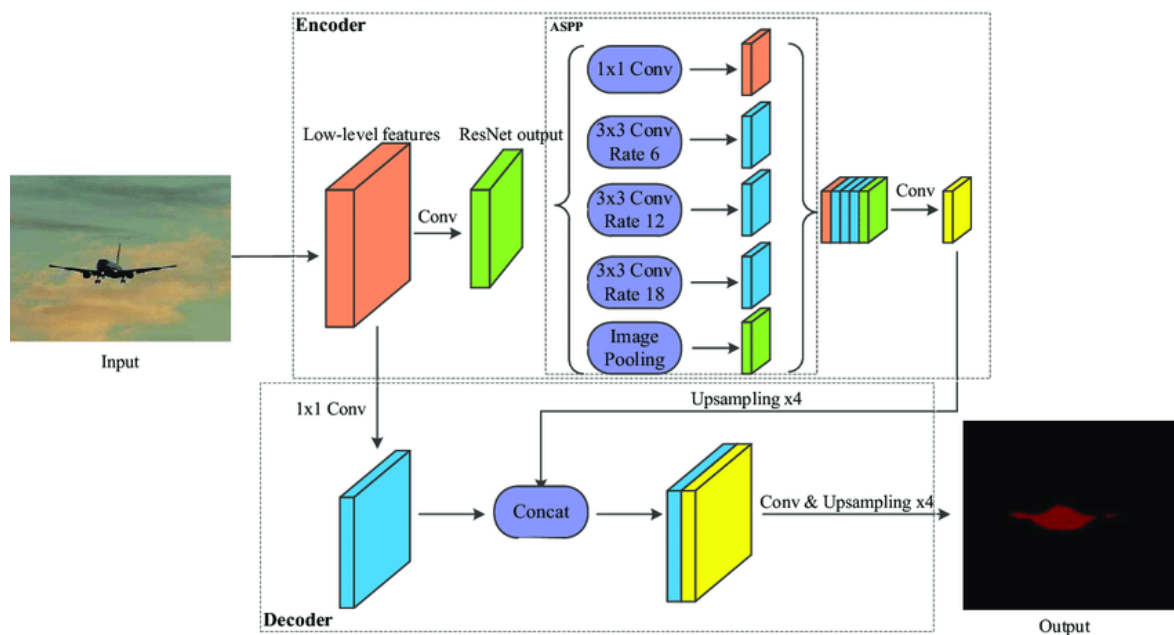 Encoder
ASPP
1x1 Conv
3x3 Conv
Rate 6
3x3 Conv
Rate 12
3x3 Conv
Rate 18
Image
Pooling
Low-level features
ResNet output
Conv
Conv
Input
1x1 Conv
Upsampling x4
Concat
Conv & Upsampling x4
Decoder
Output